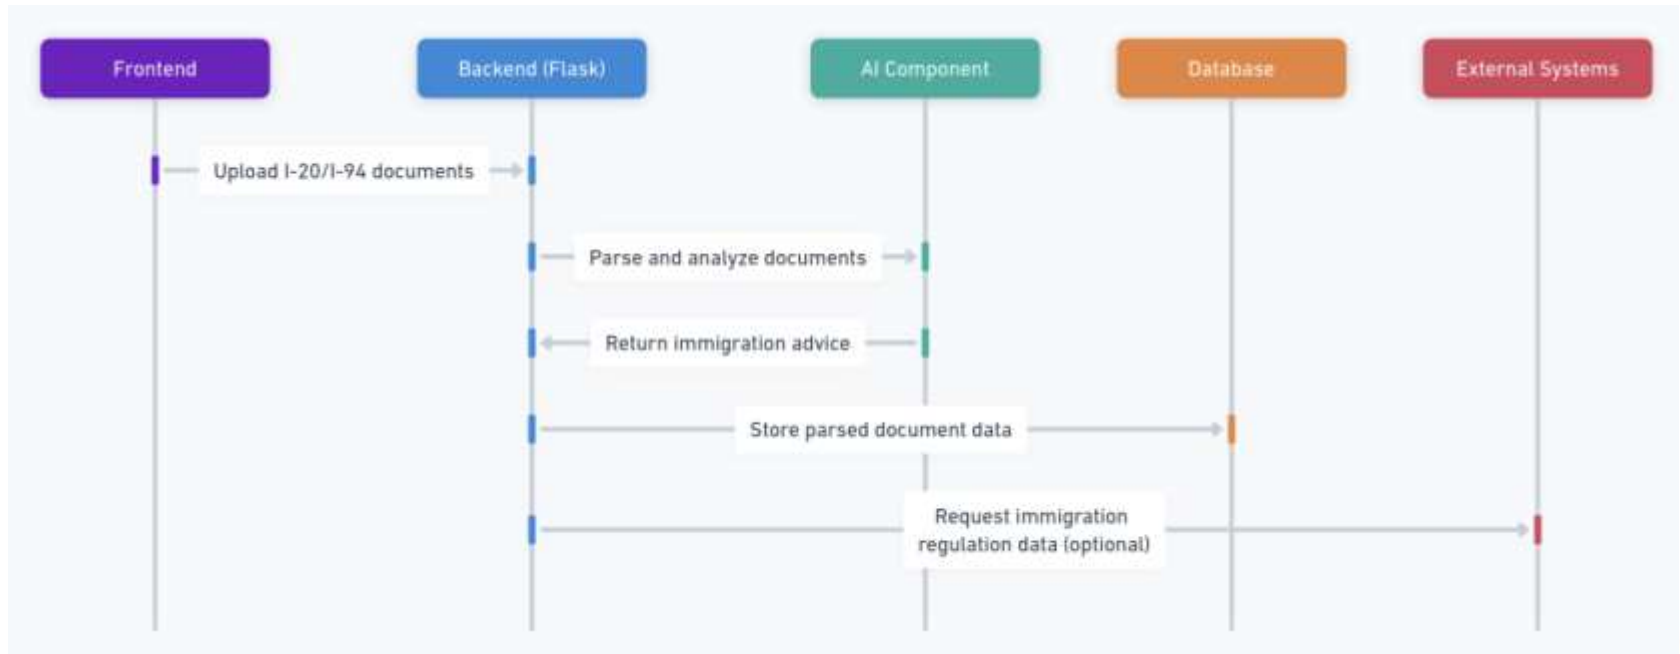 Frontend
Backend (Flask)
AI Component
Database
External Systems
Upload I-20/I-94 documents
Parse and analyze documents
Return immigration advice
Store parsed document data
Request immigration
regulation data (optional)